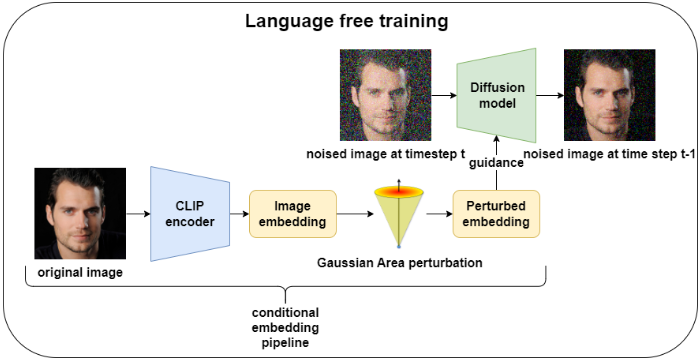 Language free training
Diffusion
model
noised image at timestep t
guidance
noised image at time step t-1
CLIP
encoder
Image
embedding
Perturbed
embedding
original image
Gaussian Area perturbation
conditional
embedding
pipeline